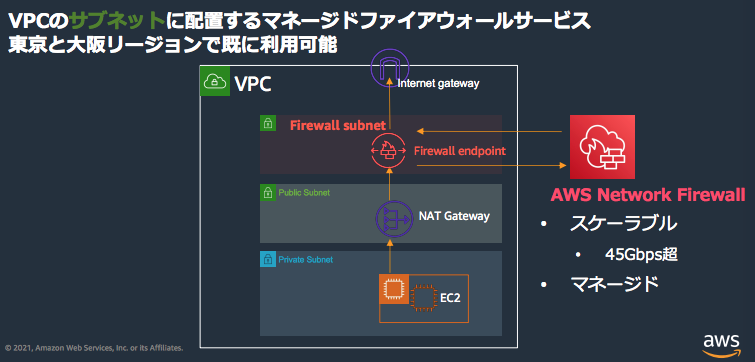 VPCのサブネットに配置するマネージドファイアウォールサービス
東京と大阪リージョンで既に利用可能
VPC
Internet gateway
Firewall subnet
Firewall endpoint
AWS Network Firewall
Public Subnet
NAT Gateway
• スケーラブル
• 45Gbps超
• マネージド
Private Subnet
EC2
© 2021, Amazon Web Services, Inc. or its Affiliates.
aws